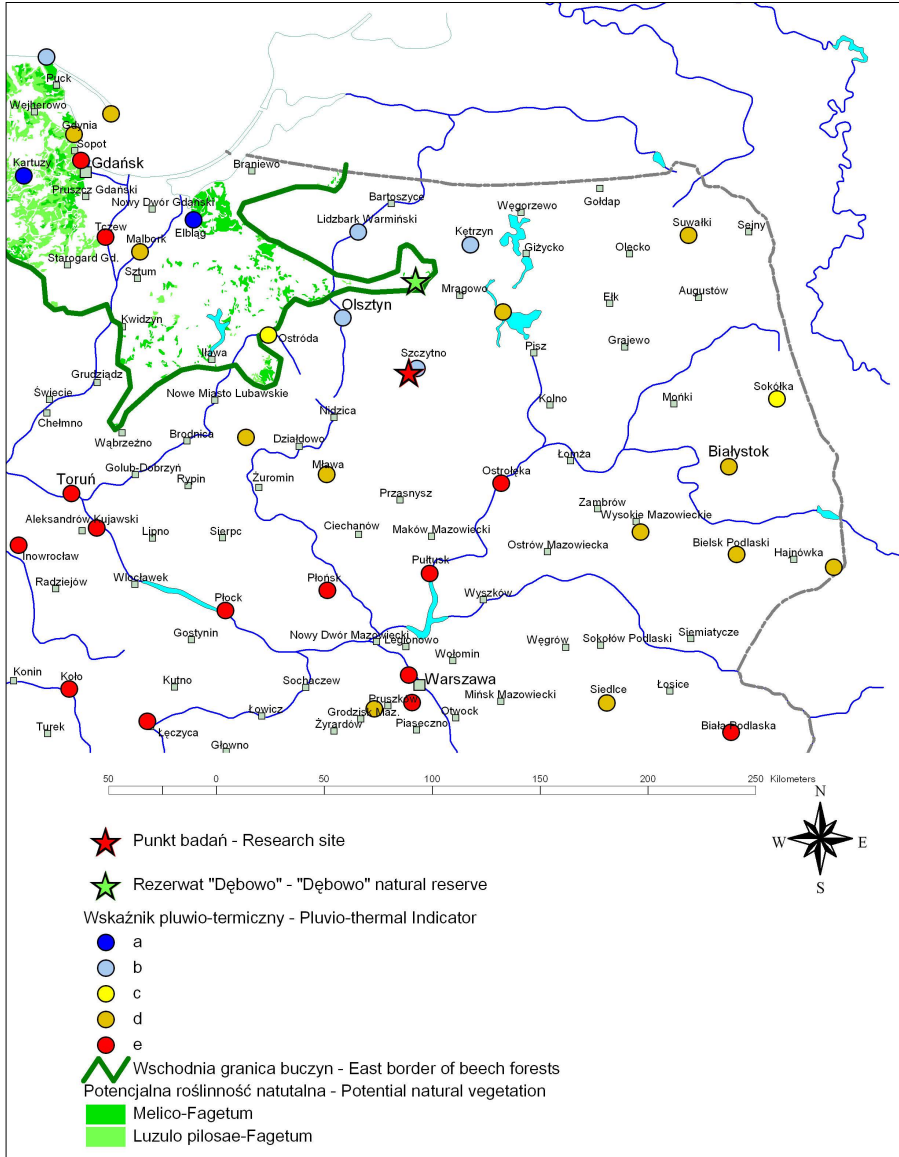 Puck
Wejherowo
Gdynia
Sopot
Kartuzy
Gdańsk
Braniewo
Pruszcz Gdański
Nowy Dwór Gdański
Bartoszyce
Gołdap
Węgorzewo
Elbląg
Lidzbark Warmiński
Kętrzyn
Suwałki
Sejny
Tczew
Malbork
Giżycko
Olecko
Starogard Gd.
Sztum
Mrągowo
Ełk
Augustów
Olsztyn
Kwidzyn
Ostróda
Iława
Szczytno
Pisz
Grajewo
Grudziądz
Świecie
Nowe Miasto Lubawskie
Kolno
Mońki
Sokółka
Chełmno
Nidzica
Wąbrzeźno
Brodnica
Działdowo
Białystok
Łomża
Golub-Dobrzyń
Mława
Ostrołęka
Toruń
Rypin
Żuromin
Przasnysz
Zambrów
Wysokie Mazowieckie
Aleksandrów Kujawski
Lipno
Sierpc
Ciechanów
Maków Mazowiecki
Ostrów Mazowiecka
Bielsk Podlaski
Hajnówka
Inowrocław
Pułtusk
Radziejów
Włocławek
Płońsk
Wyszków
Płock
Gostynin
Nowy Dwór Mazowiecki
Legionowo
Węgrów
Sokołów Podlaski
Siemiatycze
Wołomin
Konin
Koło
Kutno
Sochaczew
Warszawa
Mińsk Mazowiecki
Siedlce
Łosice
Pruszków
Otwock
Turek
Łowicz
Grodzisk Maz.
Żyrardów
Piaseczno
Łęczyca
Biała Podlaska
Głowno
50 0 50 100 150 200 250 Kilometers
N
W E
S
Punkt badań - Research site
Rezerwat "Dębowo" - "Dębowo" natural reserve
Wskaźnik pluwio-termiczny - Pluvio-thermal Indicator
a
b
c
d
e
Wschodnia granica buczyn - East border of beech forests
Potencjalna roślinność natutalna - Potential natural vegetation
Melico-Fagetum
Luzulo pilosae-Fagetum